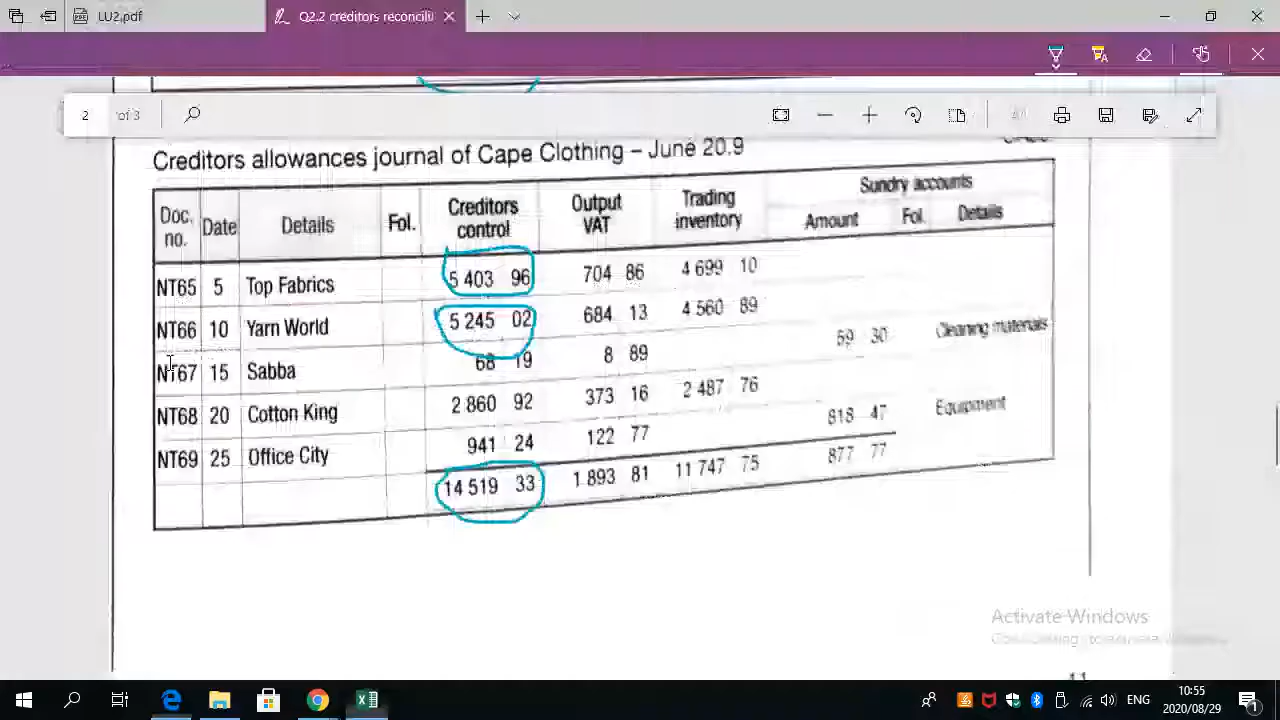 LU2.pdf
Q2.2 creditors reconcili
2 of 3
Creditors allowances journal of Cape Clothing – June 20.9
Doc. no. Date Details Fol. Creditors control Output VAT Trading inventory Sundry accounts
Amount Fol. Details
NT65 5 Top Fabrics 5 403 96 704 86 4 699 10
NT66 10 Yarn World 5 245 02 684 13 4 560 89
NT67 15 Sabba 68 19 8 89 59 30 Cleaning materials
NT68 20 Cotton King 2 860 92 373 16 2 487 76
NT69 25 Office City 941 24 122 77 818 47 Equipment
14 519 33 1 893 81 11 747 75 877 77
Activate Windows
11
ENG
10:55
2020/08/29